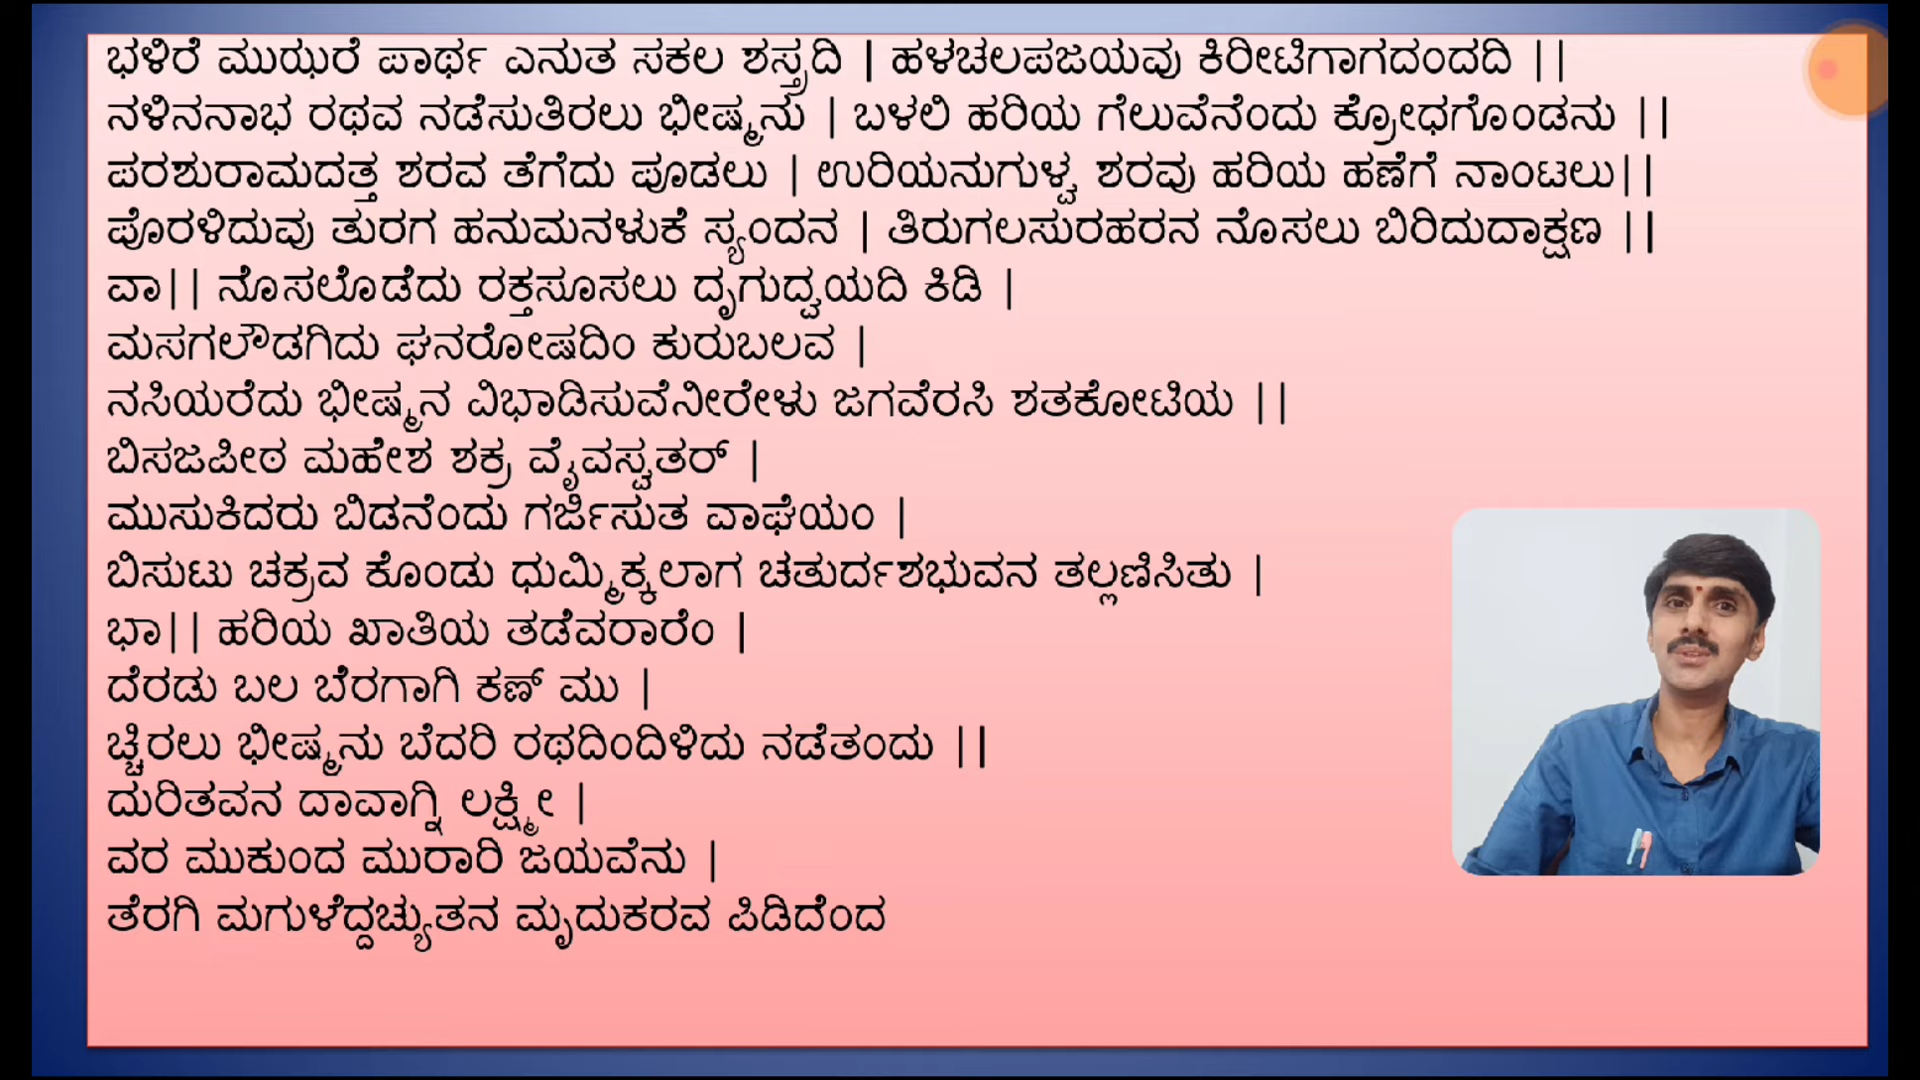 ಭಳಿರೆ ಮುಝರೆ ಪಾರ್ಥ ಎನುತ ಸಕಲ ಶಸ್ತ್ರದಿ | ಹಳಚಲಪಜಯವು ಕಿರೀಟಿಗಾಗದಂದದಿ ||
ನಳಿನನಾಭ ರಥವ ನಡೆಸುತಿರಲು ಭೀಷ್ಮನು | ಬಳಲಿ ಹರಿಯ ಗೆಲುವೆನೆಂದು ಕ್ರೋಧಗೊಂಡನು ||
ಪರಶುರಾಮದತ್ತ ಶರವ ತೆಗೆದು ಪೂಡಲು | ಉರಿಯನುಗುಳ್ವ ಶರವು ಹರಿಯ ಹಣೆಗೆ ನಾಂಟಲು||
ಪೊರಳಿದುವು ತುರಗ ಹನುಮನಳುಕೆ ಸ್ಯಂದನ | ತಿರುಗಲಸುರಹರನ ನೊಸಲು ಬಿರಿದುದಾಕ್ಷಣ ||
ವಾ|| ನೊಸಲೊಡೆದು ರಕ್ತಸೂಸಲು ದೃಗುದ್ವಯದಿ ಕಿಡಿ |
ಮಸಗಲೌಡಗಿದು ಘನರೋಷದಿಂ ಕುರುಬಲವ |
ನಸಿಯರೆದು ಭೀಷ್ಮನ ವಿಭಾಡಿಸುವೆನೀರೇಳು ಜಗವೆರಸಿ ಶತಕೋಟಿಯ ||
ಬಿಸಜಪೀಠ ಮಹೇಶ ಶಕ್ರ ವೈವಸ್ವತರ್ |
ಮುಸುಕಿದರು ಬಿಡನೆಂದು ಗರ್ಜಿಸುತ ವಾಘೆಯಂ |
ಬಿಸುಟು ಚಕ್ರವ ಕೊಂಡು ಧುಮ್ಮಿಕ್ಕಲಾಗ ಚತುರ್ದಶಭುವನ ತಲ್ಲಣಿಸಿತು |
ಭಾ|| ಹರಿಯ ಖಾತಿಯ ತಡೆವರಾರೆಂ |
ದೆರಡು ಬಲ ಬೆರಗಾಗಿ ಕಣ್ ಮು |
ಚ್ಚಿರಲು ಭೀಷ್ಮನು ಬೆದರಿ ರಥದಿಂದಿಳಿದು ನಡೆತಂದು ||
ದುರಿತವನ ದಾವಾಗ್ನಿ ಲಕ್ಷ್ಮೀ |
ವರ ಮುಕುಂದ ಮುರಾರಿ ಜಯವೆನು |
ತೆರಗಿ ಮಗುಳೆದ್ದಚ್ಯುತನ ಮೃದುಕರವ ಪಿಡಿದೆಂದ